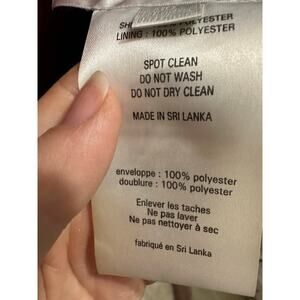 100% POLYESTER
LINING : 100% POLYESTER
SPOT CLEAN
DO NOT WASH
DO NOT DRY CLEAN
MADE IN SRI LANKA
enveloppe : 100% polyester
doublure : 100% polyester
Enlever les taches
Ne pas laver
Ne pas nettoyer à sec
fabriqué en Sri Lanka